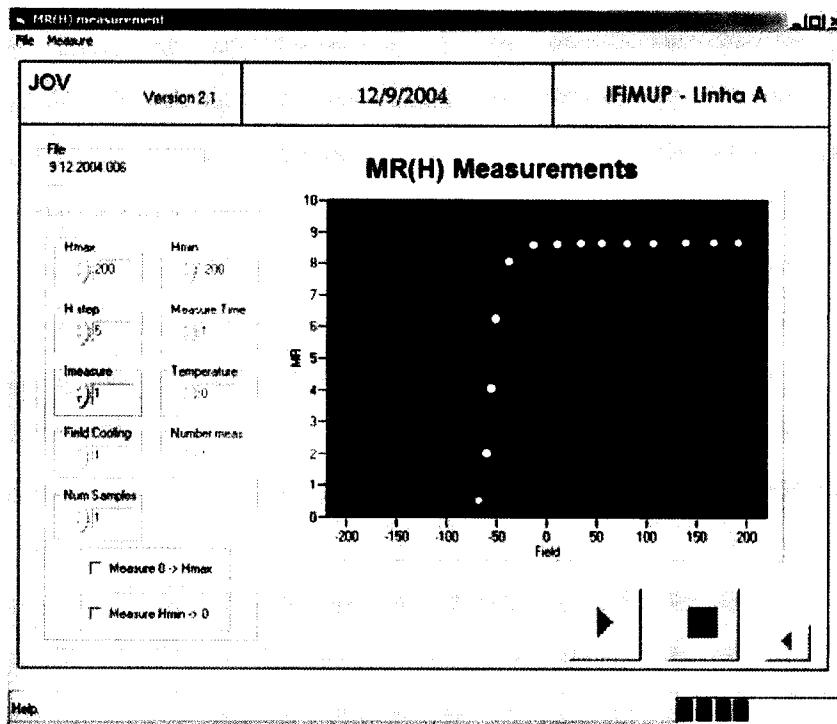 MR(H) measurement
File Measure
JOV
Version 2.1
12/9/2004
IFIMUP - Linha A
File
9 12 2004.006
MR(H) Measurements
Hmax
200
Hmin
200
H step
5
Measure Time
1
Imeasure
1
Temperature
0
Field Cooling
1
Number meas
Num Samples
1
Measure 0 -> Hmax
Measure Hmin -> 0
MR
10
9
8
7
6
5
4
3
2
1
0
-200 -150 -100 -50 0 50 100 150 200
Field
Help.